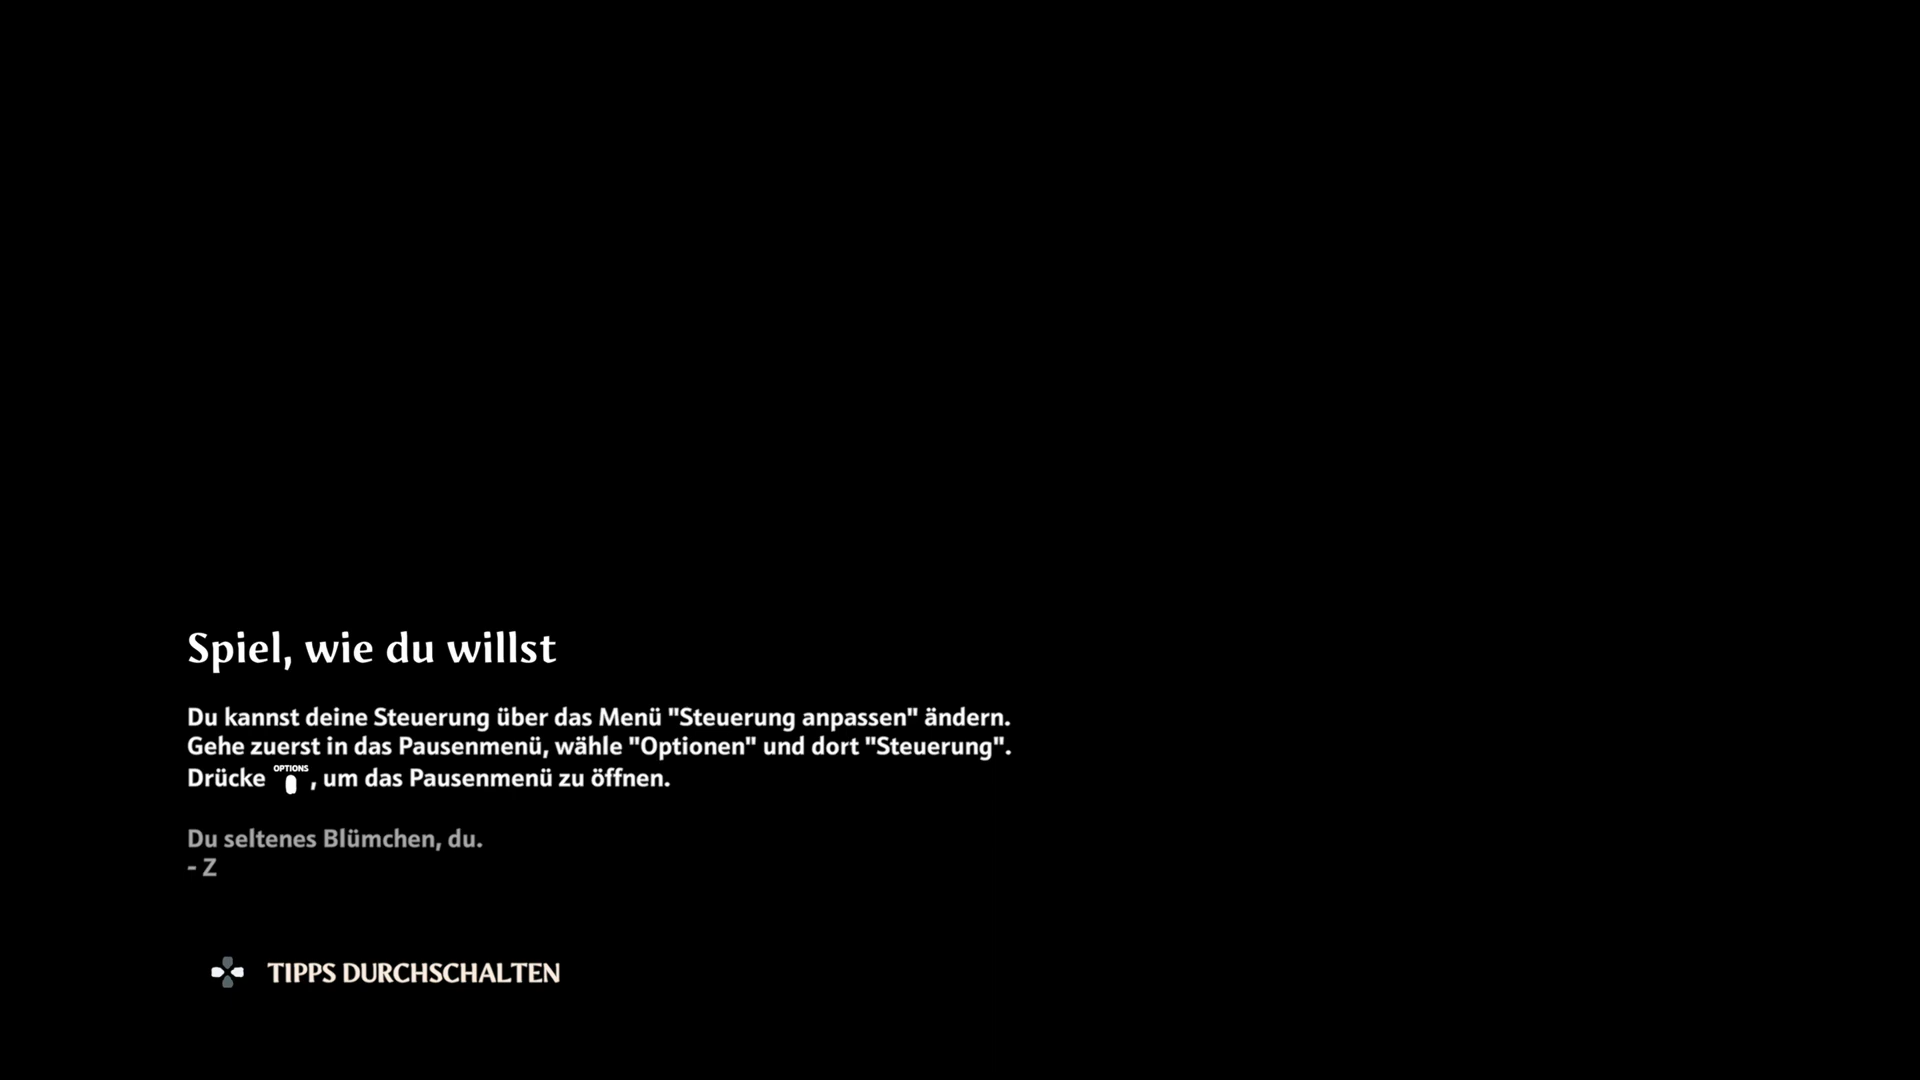 Spiel, wie du willst
Du kannst deine Steuerung über das Menü "Steuerung anpassen" ändern.
Gehe zuerst in das Pausenmenü, wähle "Optionen" und dort "Steuerung".
Drücke OPTIONS, um das Pausenmenü zu öffnen.
Du seltenes Blümchen, du.
- Z
TIPPS DURCHSCHALTEN